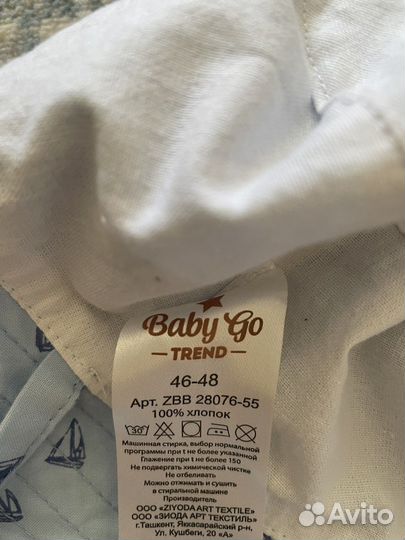 Baby Go
TREND
46-48
Арт. ZBB 28076-55
100% хлопок
30°
Машинная стирка, выбор нормальной
программы при t не более указанной
Глажение при t не более 150
Не подвергать химической чистке
Не отбеливать
Можно отжимать и сушить
в стиральной машине
Производитель:
ООО «ZIYODA ART TEXTILE»
ООО «ЗИОДА АРТ ТЕКСТИЛЬ»
г.Ташкент, Яккасарайский р-н,
Ул. Кушбеги, 20 «А»
Avito